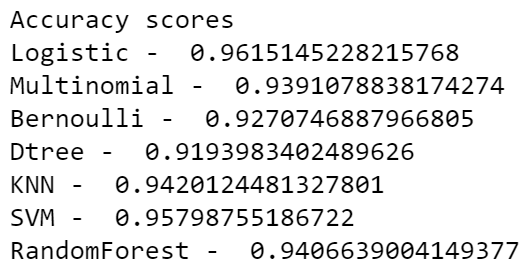 Accuracy scores
Logistic -  0.9615145228215768
Multinomial -  0.9391078838174274
Bernoulli -  0.9270746887966805
Dtree -  0.9193983402489626
KNN -  0.9420124481327801
SVM -  0.95798755186722
RandomForest -  0.9406639004149377